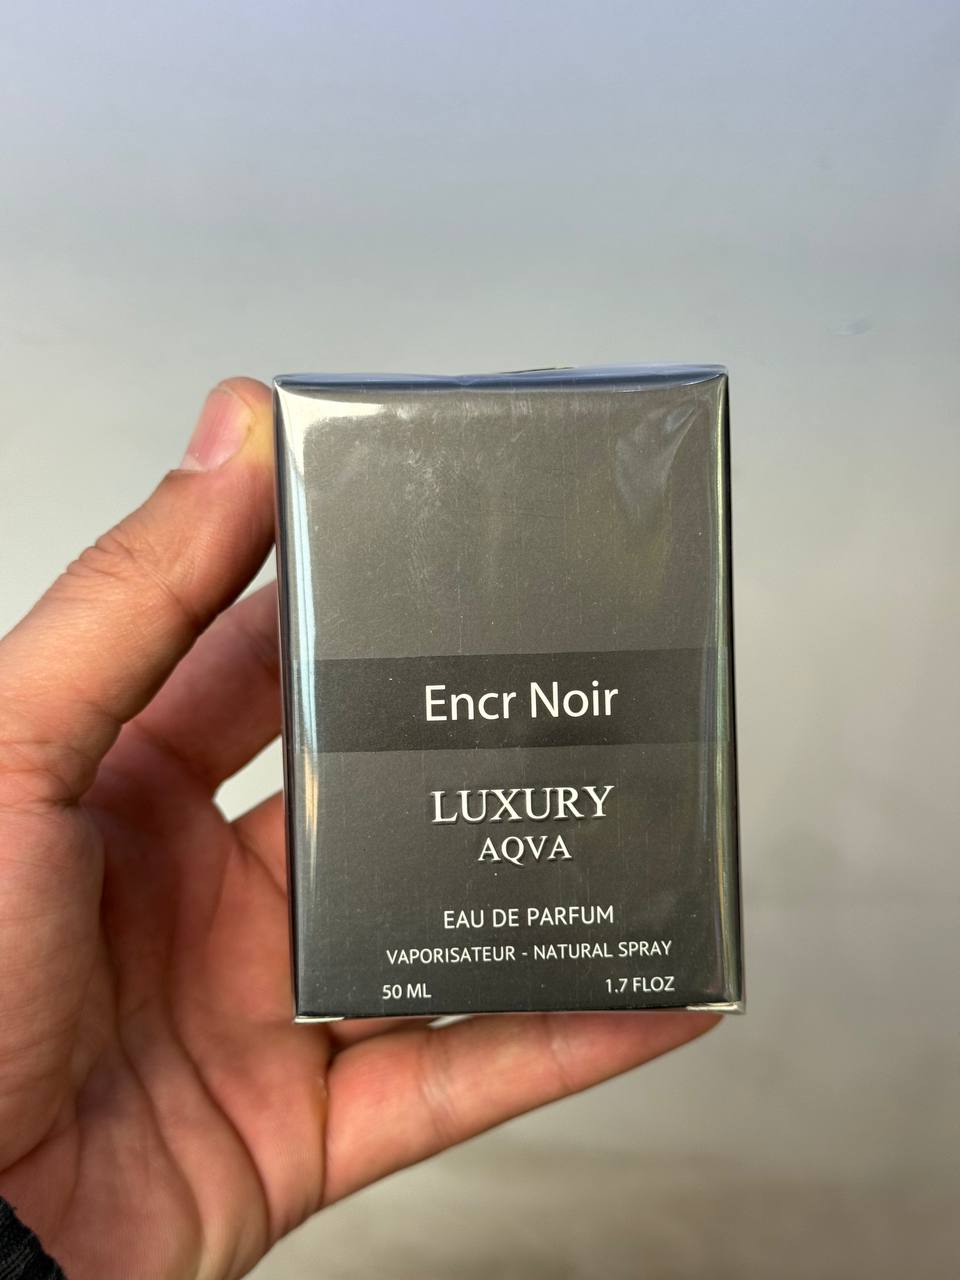 Encr Noir
LUXURY
AQVA
EAU DE PARFUM
VAPORISATEUR - NATURAL SPRAY
50 ML 1.7 FLOZ